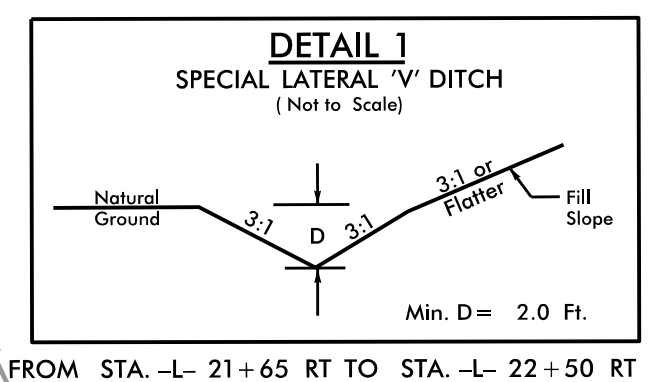 DETAIL 1
SPECIAL LATERAL 'V' DITCH
( Not to Scale)
Natural
Ground
3:1
D
3:1
3:1 or
Flatter
Fill
Slope
Min. D = 2.0 Ft.
FROM STA. -L- 21+65 RT TO STA. -L- 22+50 RT